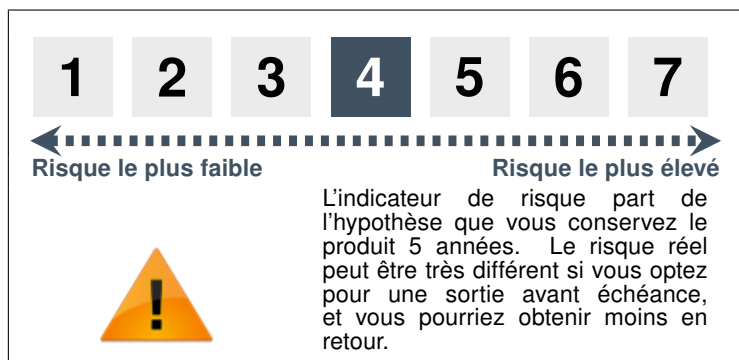 1 2 3 4 5 6 7
Risque le plus faible Risque le plus élevé
L'indicateur de risque part de
l'hypothèse que vous conservez le
produit 5 années. Le risque réel
peut être très différent si vous optez
pour une sortie avant échéance,
et vous pourriez obtenir moins en
retour.